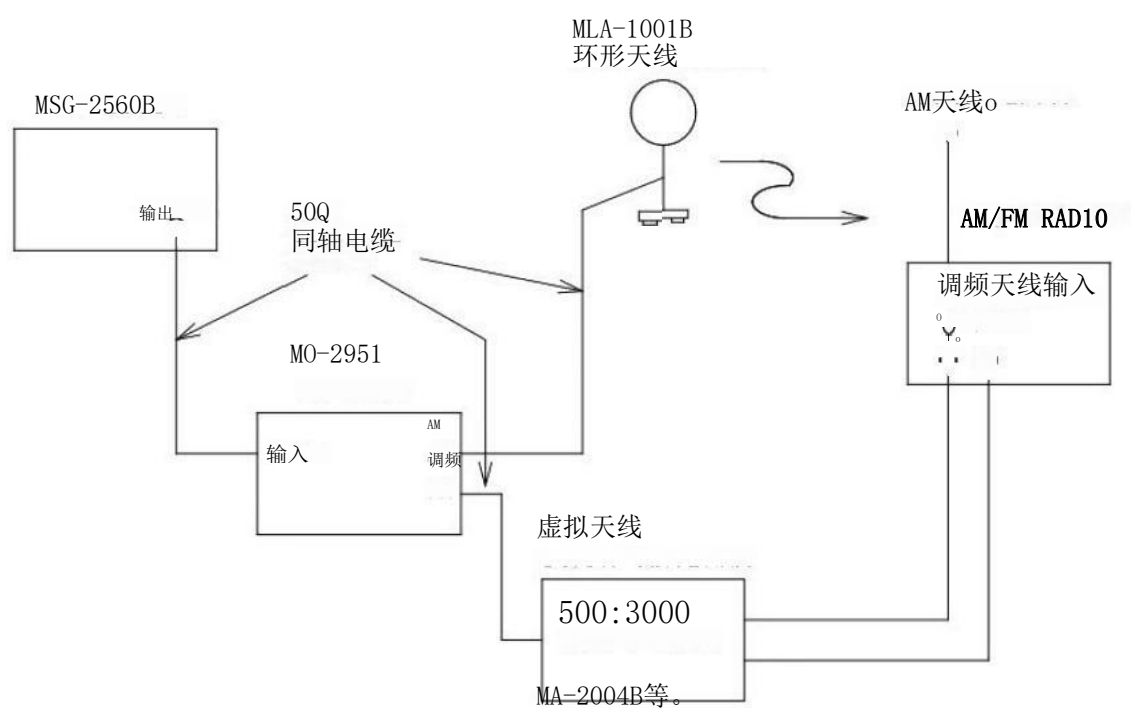 MLA-1001B
环形天线
MSG-2560B
AM天线o
输出
50Q
同轴电缆
AM/FM RAD10
调频天线输入
MO-2951
AM
输入
调频
虚拟天线
500:3000
MA-2004B等。